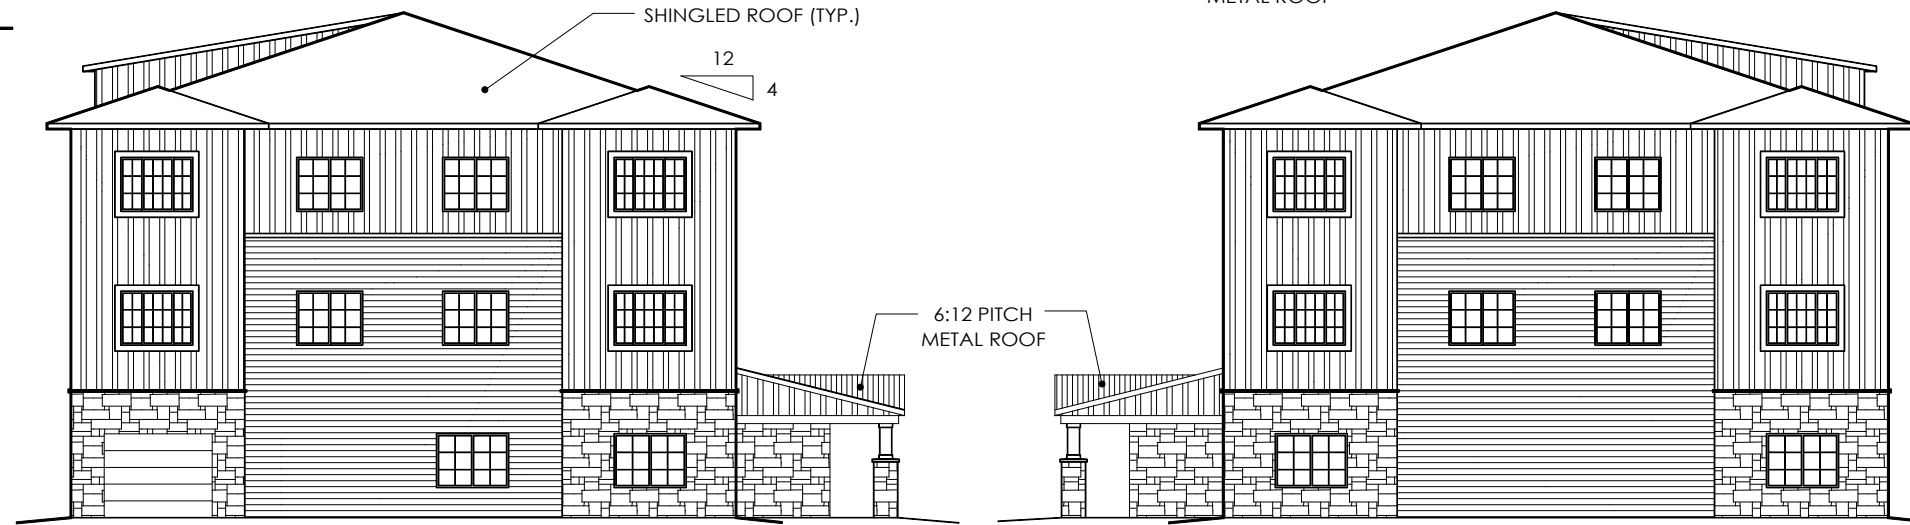 SHINGLED ROOF (TYP.)
METAL ROOF
12
4
6:12 PITCH
METAL ROOF